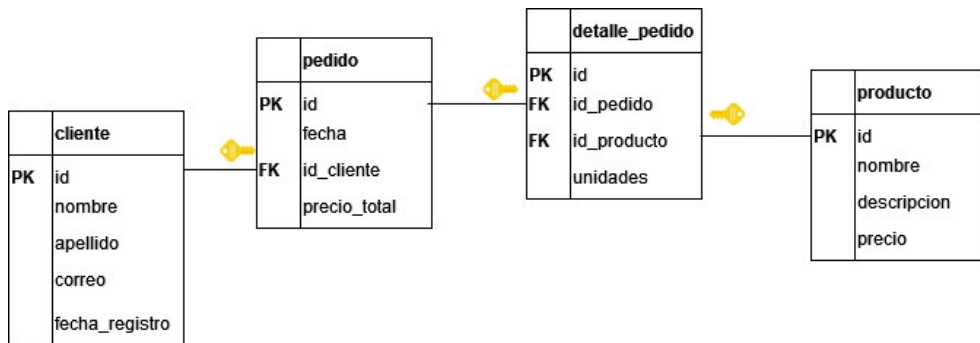 cliente
PK id
nombre
apellido
correo
fecha_registro
pedido
PK id
fecha
FK id_cliente
precio_total
detalle_pedido
PK id
FK id_pedido
FK id_producto
unidades
producto
PK id
nombre
descripcion
precio